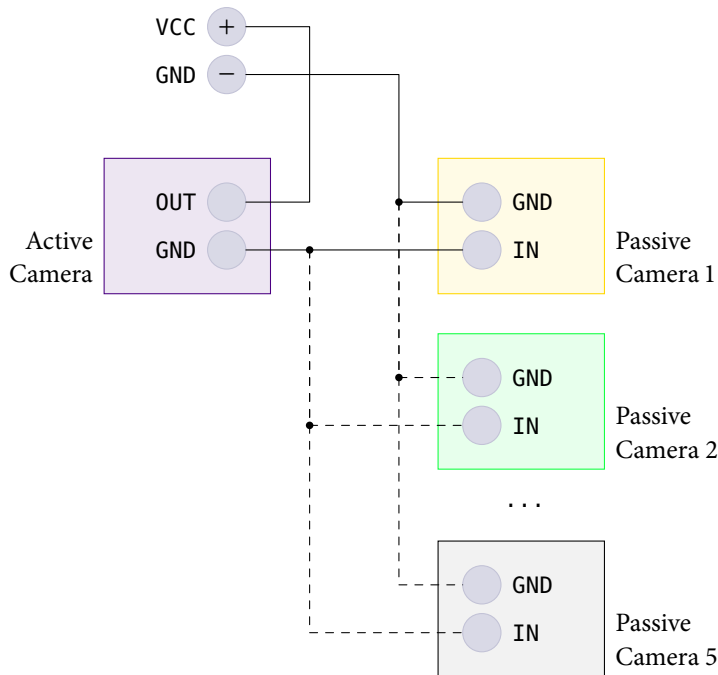 VCC +
GND −
OUT
GND
Active
Camera
GND
IN
Passive
Camera 1
GND
IN
Passive
Camera 2
...
GND
IN
Passive
Camera 5